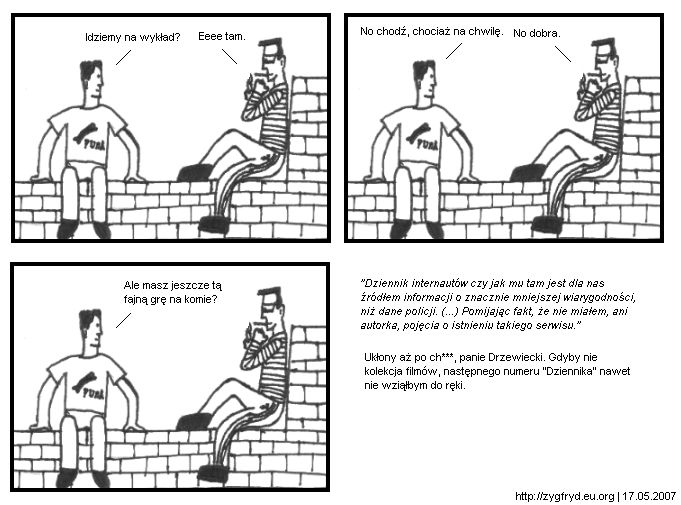 Idziemy na wykład?
Eeee tam.
PUNK
No chodź, chociaż na chwilę.
No dobra.
PUNK
Ale masz jeszcze tą
fajną grę na komie?
PUNK
"Dziennik internautów czy jak mu tam jest dla nas
źródłem informacji o znacznie mniejszej wiarygodności,
niż dane policji. (...) Pomijając fakt, że nie miałem, ani
autorka, pojęcia o istnieniu takiego serwisu."
Ukłony aż po ch***, panie Drzewiecki. Gdyby nie
kolekcja filmów, następnego numeru "Dziennika" nawet
nie wziąłbym do ręki.
http://zygfryd.eu.org | 17.05.2007